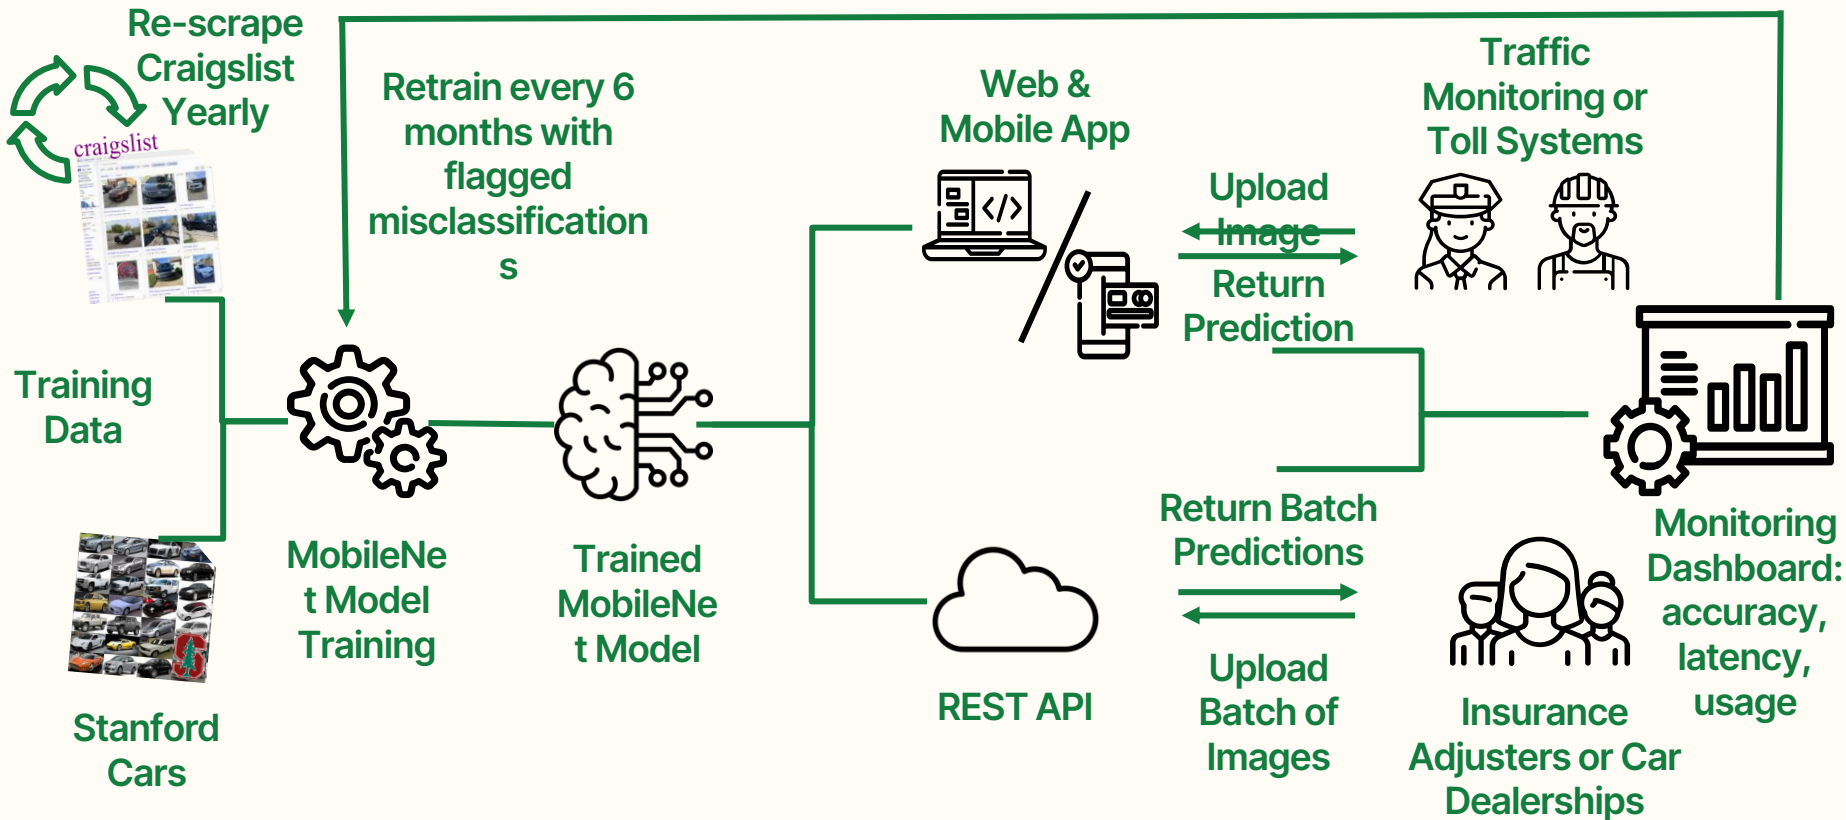 Re-scrape
Craigslist
Yearly
craigslist
Training
Data
Stanford
Cars
Retrain every 6
months with
flagged
misclassification
s
MobileNe
t Model
Training
Trained
MobileNe
t Model
Web &
Mobile App
</>
REST API
Upload
Image
Return
Prediction
Return Batch
Predictions
Upload
Batch of
Images
Traffic
Monitoring or
Toll Systems
Insurance
Adjusters or Car
Dealerships
Monitoring
Dashboard:
accuracy,
latency,
usage